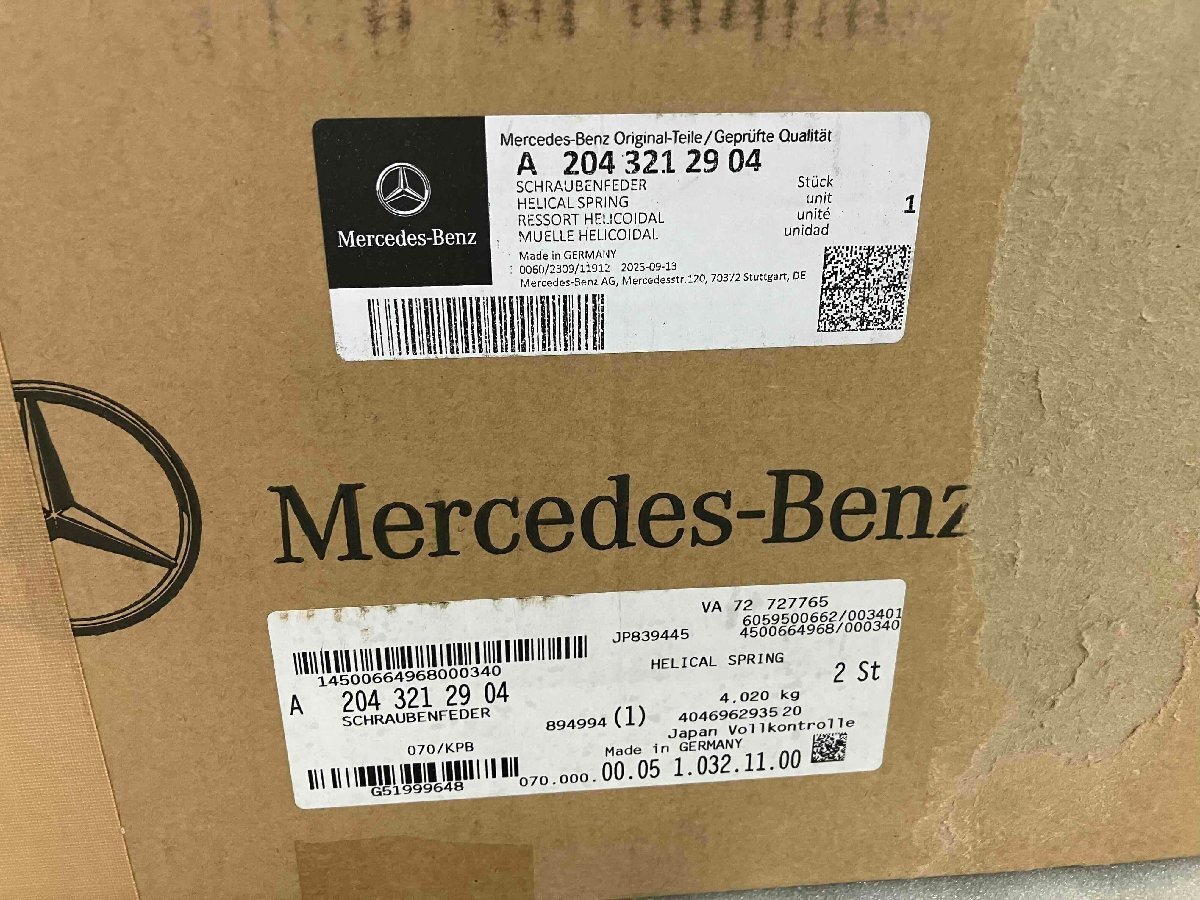 Mercedes-Benz Original-Teile/Geprüfte Qualität
A 204 321 29 04
SCHRAUBENFEDER Stück
HELICAL SPRING unit 1
RESSORT HELICOIDAL unité
MUELLE HELICOIDAL unidad
Mercedes-Benz
Made in GERMANY
0060/2309/11912 2025-09-13
Mercedes-Benz AG, Mercedesstr.120, 70372 Stuttgart, DE
Mercedes-Benz
VA 72 727765
6059500662/003401
JP839445 4500664968/000340
14500664968000340
HELICAL SPRING 2 St
A 204 321 29 04
SCHRAUBENFEDER
4,020 kg
894994 (1) 4046962935 20
Japan Vollkontrolle
070/KPB Made in GERMANY
070.000.00.05 1.032.11.00
G51999648